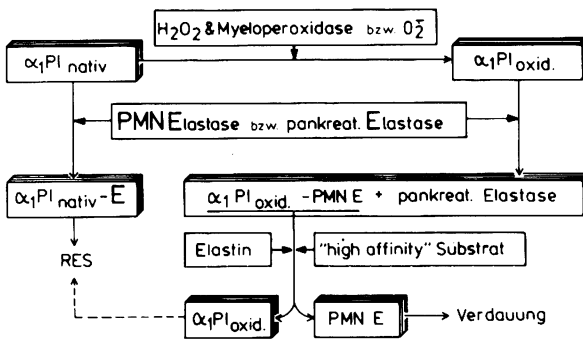 H₂O₂ & Myeloperoxidase bzw. O₂⁻
α₁PI nativ
α₁PI oxid.
PMN Elastase bzw. pankreat. Elastase
α₁PI nativ - E
α₁PI oxid. - PMN E + pankreat. Elastase
RES
Elastin
"high affinity" Substrat
α₁PI oxid.
PMN E
Verdauung